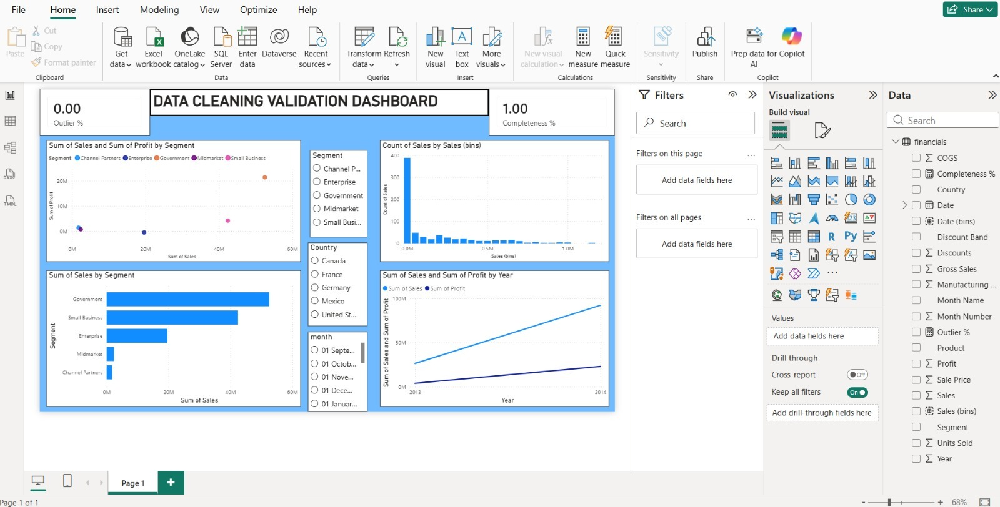 File Home Insert Modeling View Optimize Help
Share
Paste
Cut
Copy
Format painter
Clipboard
Get data
Excel workbook
OneLake catalog
SQL Server
Enter data
Dataverse
Recent sources
Data
Transform data
Refresh
Queries
New visual
Text box
More visuals
Insert
New visual calculation
New measure
Quick measure
Calculations
Sensitivity
Sensitivity
Publish
Share
Prep data for AI
Copilot
Copilot
DAX
TMDL
0.00
Outlier %
DATA CLEANING VALIDATION DASHBOARD
1.00
Completeness %
Sum of Sales and Sum of Profit by Segment
Segment Channel Partners Enterprise Government Midmarket Small Business
Sum of Profit
20M
10M
0M
0M 20M 40M 60M
Sum of Sales
Segment
Channel P...
Enterprise
Government
Midmarket
Small Busi...
Count of Sales by Sales (bins)
Count of Sales
400
300
200
100
0
0.0M 0.5M 1.0M
Sales (bins)
Country
Canada
France
Germany
Mexico
United St...
Sum of Sales by Segment
Segment
Government
Small Business
Enterprise
Midmarket
Channel Partners
0M 20M 40M 60M
Sum of Sales
month
01 Septe...
01 Octob...
01 Nove...
01 Dece...
01 Januar...
Sum of Sales and Sum of Profit by Year
Sum of Sales Sum of Profit
Sum of Sales and Sum of Profit
100M
50M
0M
2013 2014
Year
Filters
Search
Filters on this page ...
Add data fields here
Filters on all pages ...
Add data fields here
Visualizations
Build visual
123
R
Py
...
Values
Add data fields here
Drill through
Cross-report Off
Keep all filters On
Add drill-through fields here
Data
Search
financials
COGS
Completeness %
Country
Date
Date (bins)
Discount Band
Discounts
Gross Sales
Manufacturing ...
Month Name
Month Number
Outlier %
Product
Profit
Sale Price
Sales
Sales (bins)
Segment
Units Sold
Year
Page 1
Page 1 of 1
- + 68%